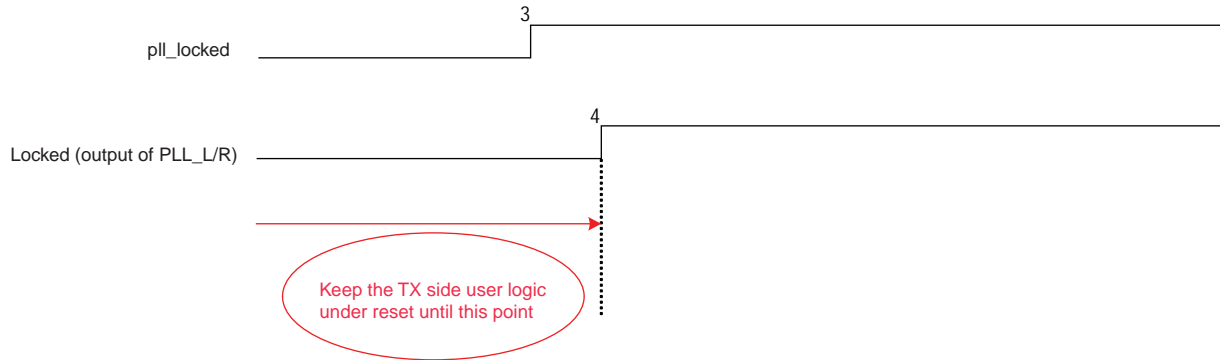 3
pll_locked
4
Locked (output of PLL_L/R)
Keep the TX side user logic
under reset until this point